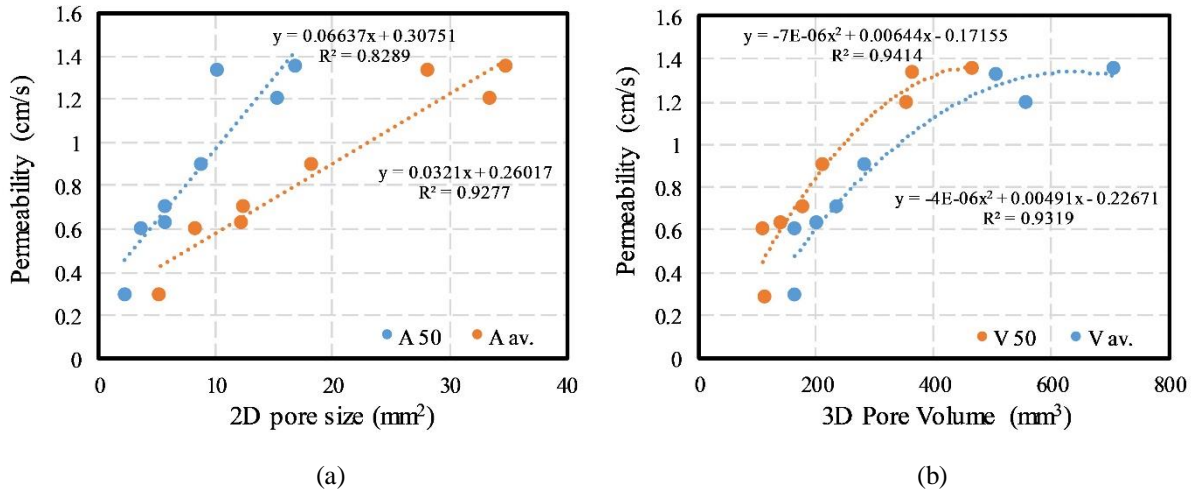 1.6
1.4
1.2
1
0.8
0.6
0.4
0.2
0
Permeability (cm/s)
y = 0.06637x + 0.30751
R² = 0.8289
y = 0.0321x + 0.26017
R² = 0.9277
A 50 A av.
0 10 20 30 40
2D pore size (mm²)
(a)
1.6
1.4
1.2
1
0.8
0.6
0.4
0.2
0
Permeability (cm/s)
y = -7E-06x² + 0.00644x - 0.17155
R² = 0.9414
y = -4E-06x² + 0.00491x - 0.22671
R² = 0.9319
V 50 V av.
0 200 400 600 800
3D Pore Volume (mm³)
(b)